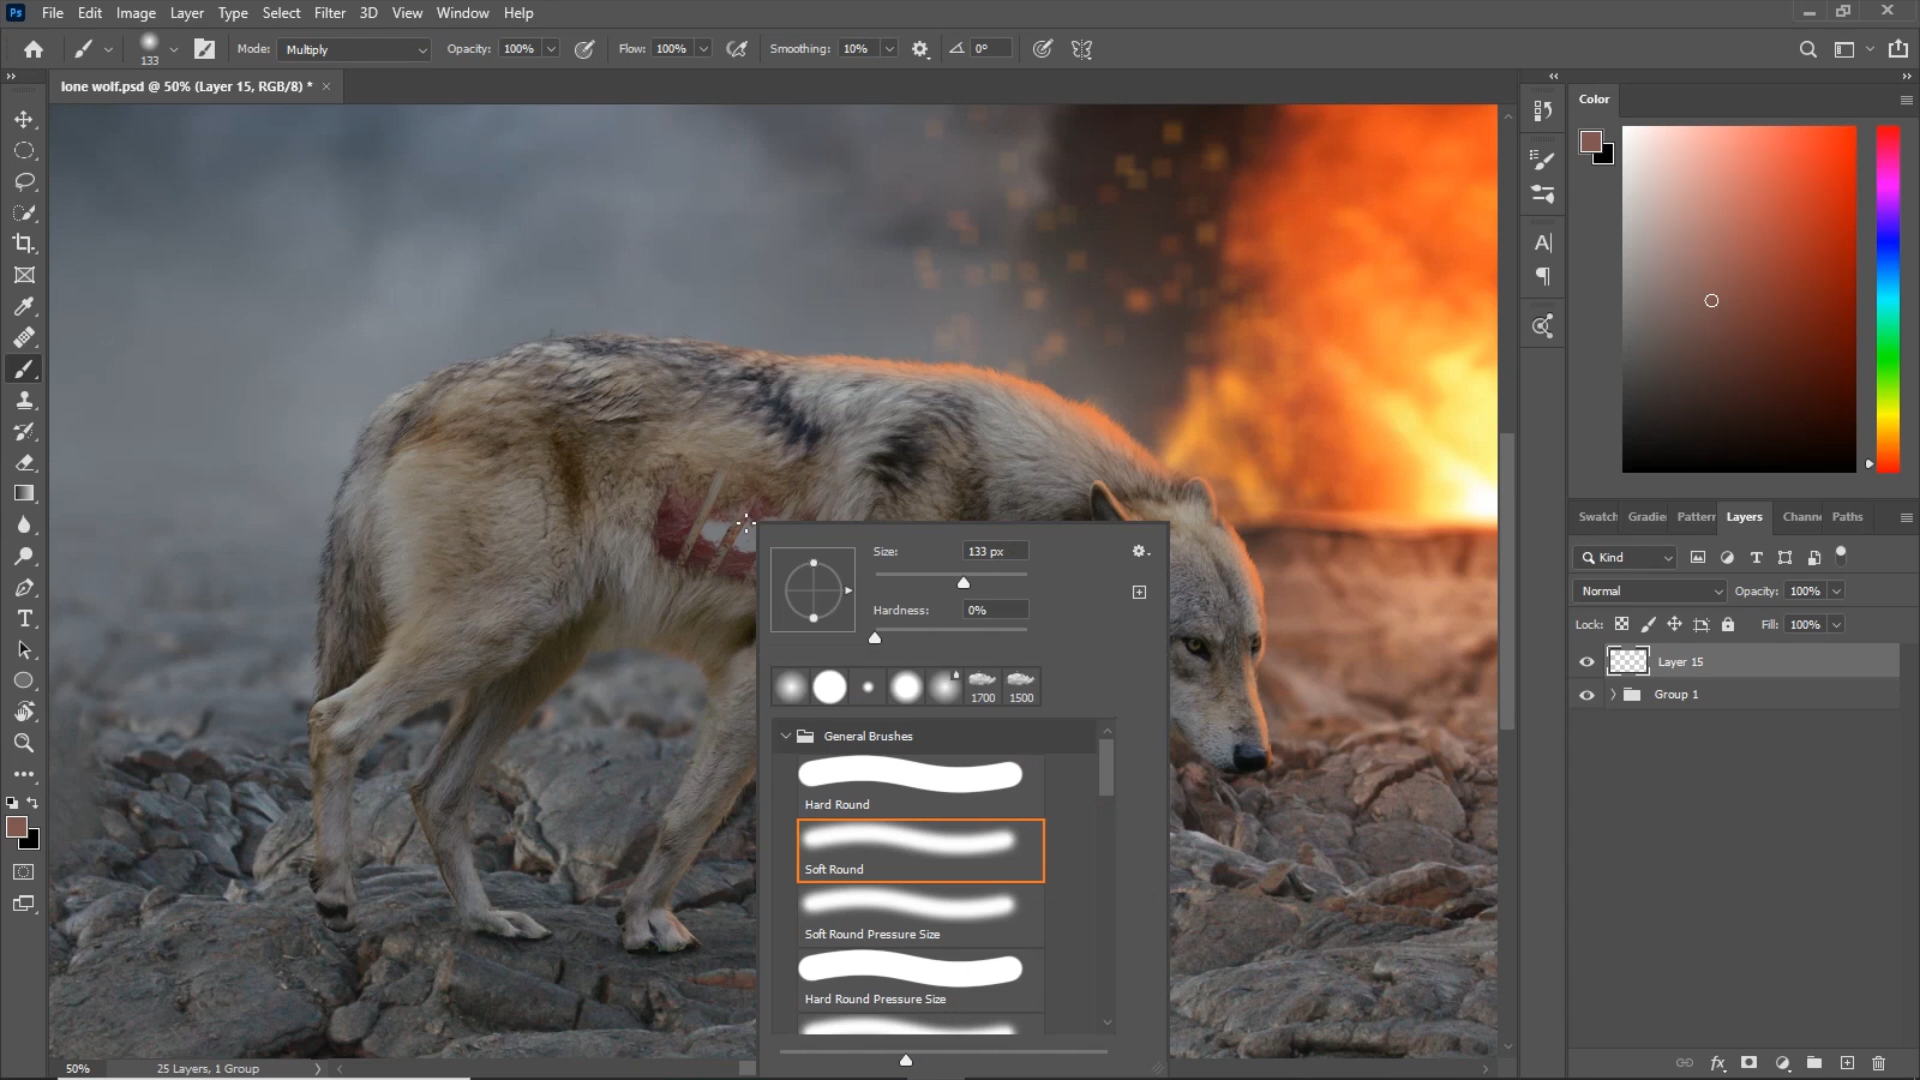 Ps File Edit Image Layer Type Select Filter 3D View Window Help
133 Mode: Multiply Opacity: 100% Flow: 100% Smoothing: 10% 0°
lone wolf.psd @ 50% (Layer 15, RGB/8) * ×
Color
Swatch Gradie Pattern Layers Chann Paths
Kind
Normal Opacity: 100%
Lock: Fill: 100%
Layer 15
Group 1
Size: 133 px
Hardness: 0%
1700 1500
General Brushes
Hard Round
Soft Round
Soft Round Pressure Size
Hard Round Pressure Size
50% 25 Layers, 1 Group